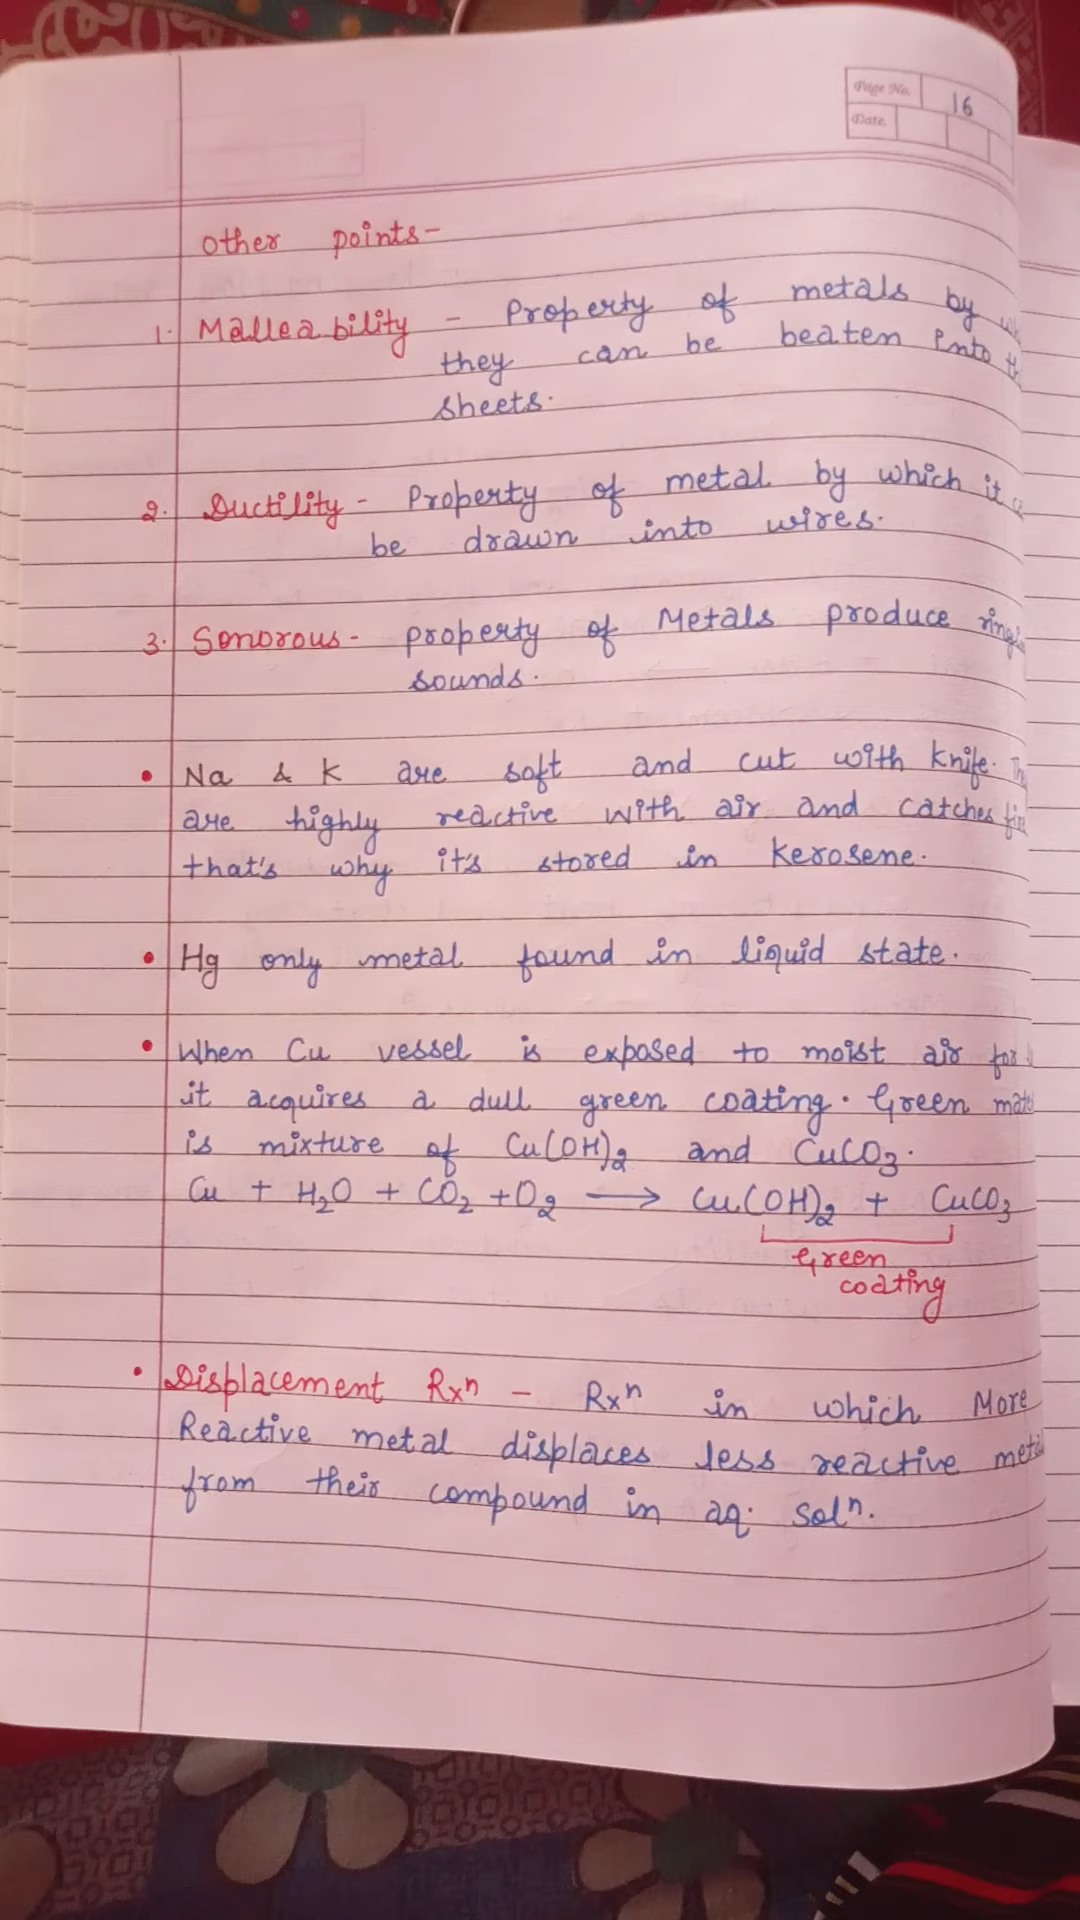 Page No. 16
Date.
Other points-
1. Malleability - Property of metals by
they can be beaten into
sheets.
2. Ductility - Property of metal by which it
be drawn into wires.
3. Sonorous - property of Metals produce
sounds.
• Na & K are soft and cut with knife.
are highly reactive with air and catches
that's why it's stored in Kerosene.
• Hg only metal found in liquid state.
• When Cu vessel is exposed to moist air for
it acquires a dull green coating. Green
is mixture of Cu(OH)₂ and CuCO₃.
Cu + H₂O + CO₂ + O₂ ⟶ Cu(OH)₂ + CuCO₃
Green
coating
• Displacement Rxⁿ - Rxⁿ in which More
Reactive metal displaces less reactive
from their compound in aq. solⁿ.